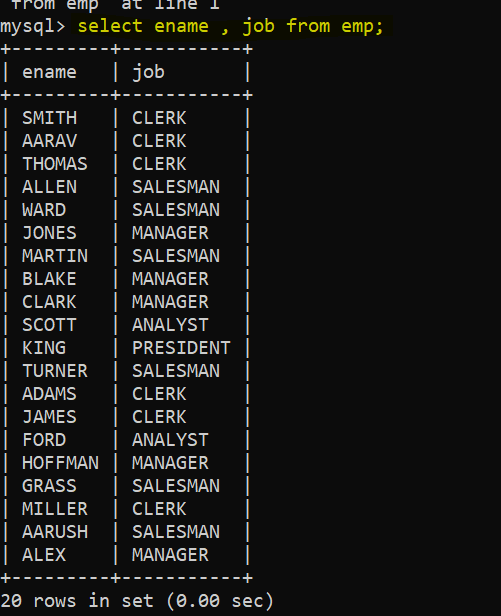 from emp' at line 1
mysql> select ename , job from emp;
+---------+-----------+
| ename   | job       |
+---------+-----------+
| SMITH   | CLERK     |
| AARAV   | CLERK     |
| THOMAS  | CLERK     |
| ALLEN   | SALESMAN  |
| WARD    | SALESMAN  |
| JONES   | MANAGER   |
| MARTIN  | SALESMAN  |
| BLAKE   | MANAGER   |
| CLARK   | MANAGER   |
| SCOTT   | ANALYST   |
| KING    | PRESIDENT |
| TURNER  | SALESMAN  |
| ADAMS   | CLERK     |
| JAMES   | CLERK     |
| FORD    | ANALYST   |
| HOFFMAN | MANAGER   |
| GRASS   | SALESMAN  |
| MILLER  | CLERK     |
| AARUSH  | SALESMAN  |
| ALEX    | MANAGER   |
+---------+-----------+
20 rows in set (0.00 sec)